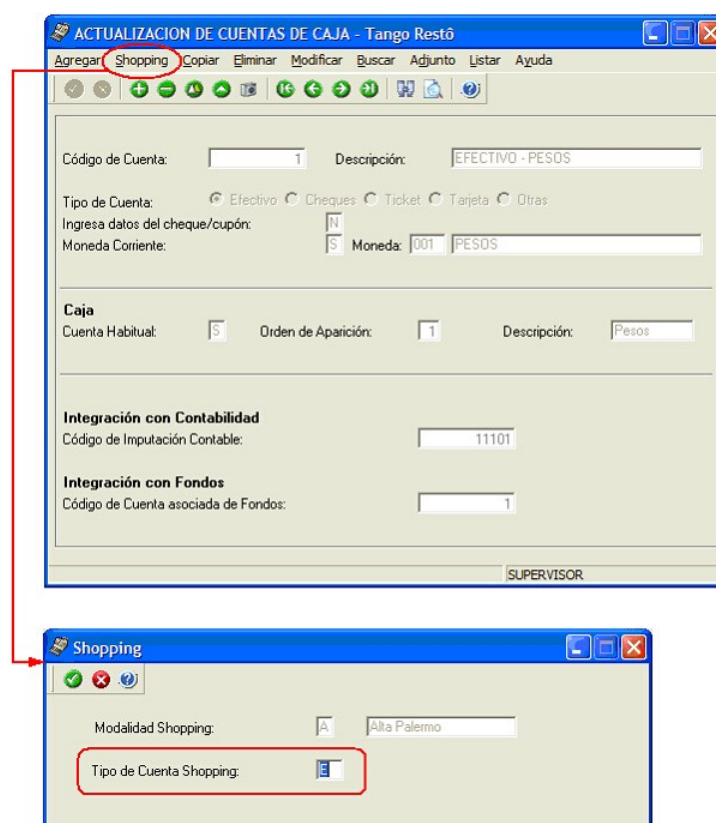 ACTUALIZACION DE CUENTAS DE CAJA - Tango Restô
Agregar Shopping Copiar Eliminar Modificar Buscar Adjunto Listar Ayuda
Código de Cuenta: 1 Descripción: EFECTIVO - PESOS
Tipo de Cuenta: Efectivo Cheques Ticket Tarjeta Otras
Ingresa datos del cheque/cupón: N
Moneda Corriente: S Moneda: 001 PESOS
Caja
Cuenta Habitual: S Orden de Aparición: 1 Descripción: Pesos
Integración con Contabilidad
Código de Imputación Contable: 11101
Integración con Fondos
Código de Cuenta asociada de Fondos: 1
SUPERVISOR
Shopping
Modalidad Shopping: A Alta Palermo
Tipo de Cuenta Shopping: E